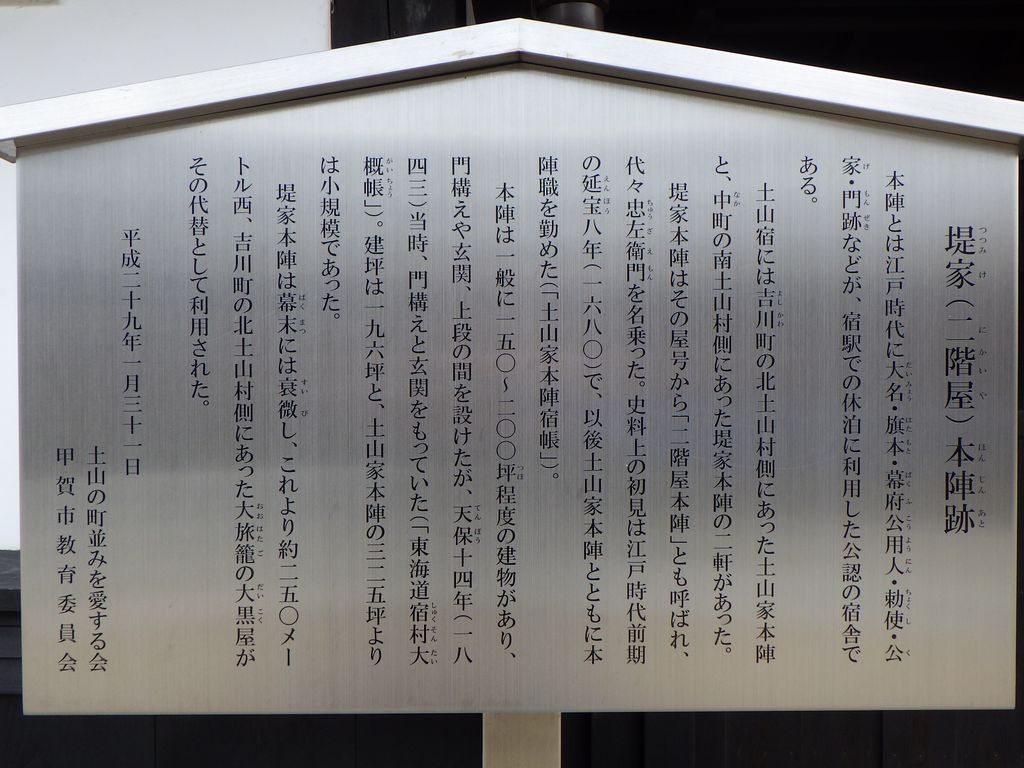 堤家（二階屋）本陣跡
本陣とは江戸時代に大名・旗本・幕府公用人・勅使・公
家・門跡などが、宿駅での休泊に利用した公認の宿舎で
ある。
土山宿には吉川町の北土山村側にあった土山家本陣
と、中町の南土山村側にあった堤家本陣の二軒があった。
堤家本陣はその屋号から「二階屋本陣」とも呼ばれ、
代々忠左衛門を名乗った。史料上の初見は江戸時代前期
の延宝八年（一六八〇）で、以後土山家本陣とともに本
陣職を勤めた（「土山家本陣宿帳」）。
本陣は一般に一五〇～二〇〇坪程度の建物があり、
門構えや玄関、上段の間を設けたが、天保十四年（一八
四三）当時、門構えと玄関をもっていた（「東海道宿村大
概帳」）。建坪は一九六坪と、土山家本陣の三二五坪より
は小規模であった。
堤家本陣は幕末には衰微し、これより約二五〇メー
トル西、吉川町の北土山村側にあった大旅籠の大黒屋が
その代替として利用された。
平成二十九年一月三十一日
土山の町並みを愛する会
甲賀市教育委員会